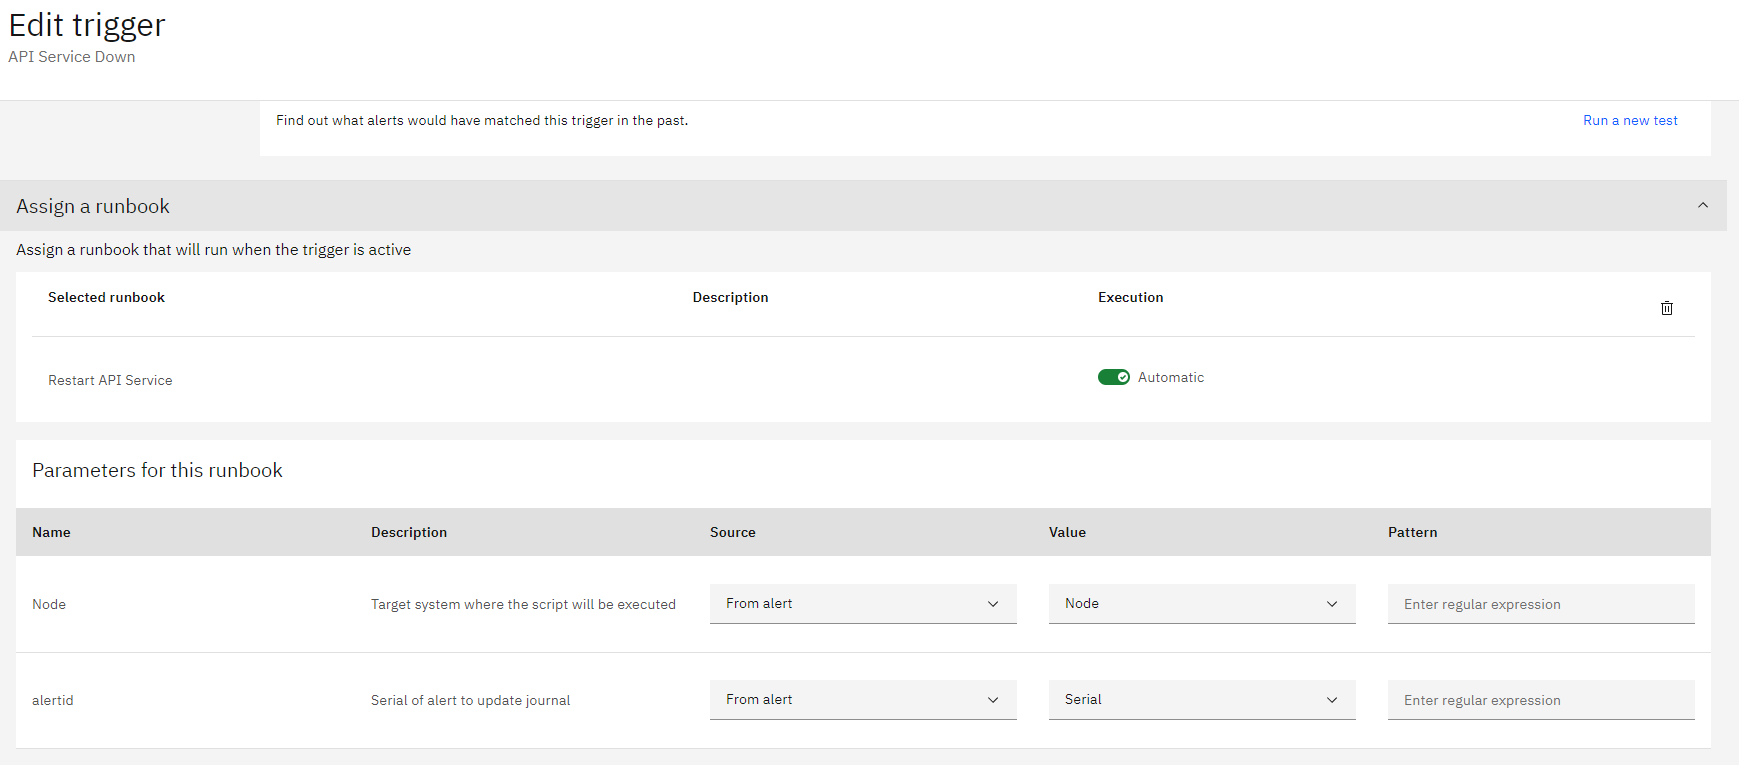 Edit trigger
API Service Down
Find out what alerts would have matched this trigger in the past. Run a new test
Assign a runbook
Assign a runbook that will run when the trigger is active
Selected runbook Description Execution
Restart API Service Automatic
Parameters for this runbook
Name Description Source Value Pattern
Node Target system where the script will be executed From alert Node Enter regular expression
alertid Serial of alert to update journal From alert Serial Enter regular expression